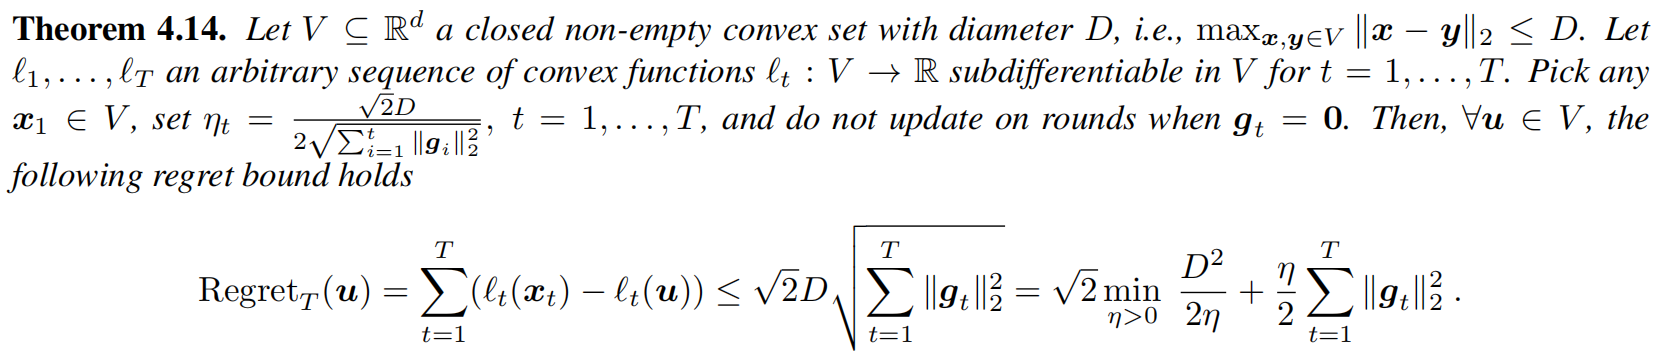 Theorem 4.14. Let $V \subseteq \mathbb{R}^d$ a closed non-empty convex set with diameter $D$, i.e., $\max_{\boldsymbol{x},\boldsymbol{y} \in V} \|\boldsymbol{x} - \boldsymbol{y}\|_2 \leq D$. Let
$\ell_1, \ldots, \ell_T$ an arbitrary sequence of convex functions $\ell_t : V \to \mathbb{R}$ subdifferentiable in $V$ for $t = 1, \ldots, T$. Pick any
$\boldsymbol{x}_1 \in V$, set $\eta_t = \frac{\sqrt{2}D}{2\sqrt{\sum_{i=1}^t \|\boldsymbol{g}_i\|_2^2}}$, $t = 1, \ldots, T$, and do not update on rounds when $\boldsymbol{g}_t = \boldsymbol{0}$. Then, $\forall \boldsymbol{u} \in V$, the
following regret bound holds
$\mathrm{Regret}_T(\boldsymbol{u}) = \sum_{t=1}^T (\ell_t(\boldsymbol{x}_t) - \ell_t(\boldsymbol{u})) \leq \sqrt{2}D \sqrt{\sum_{t=1}^T \|\boldsymbol{g}_t\|_2^2} = \sqrt{2} \min_{\eta > 0} \frac{D^2}{2\eta} + \frac{\eta}{2} \sum_{t=1}^T \|\boldsymbol{g}_t\|_2^2 .$